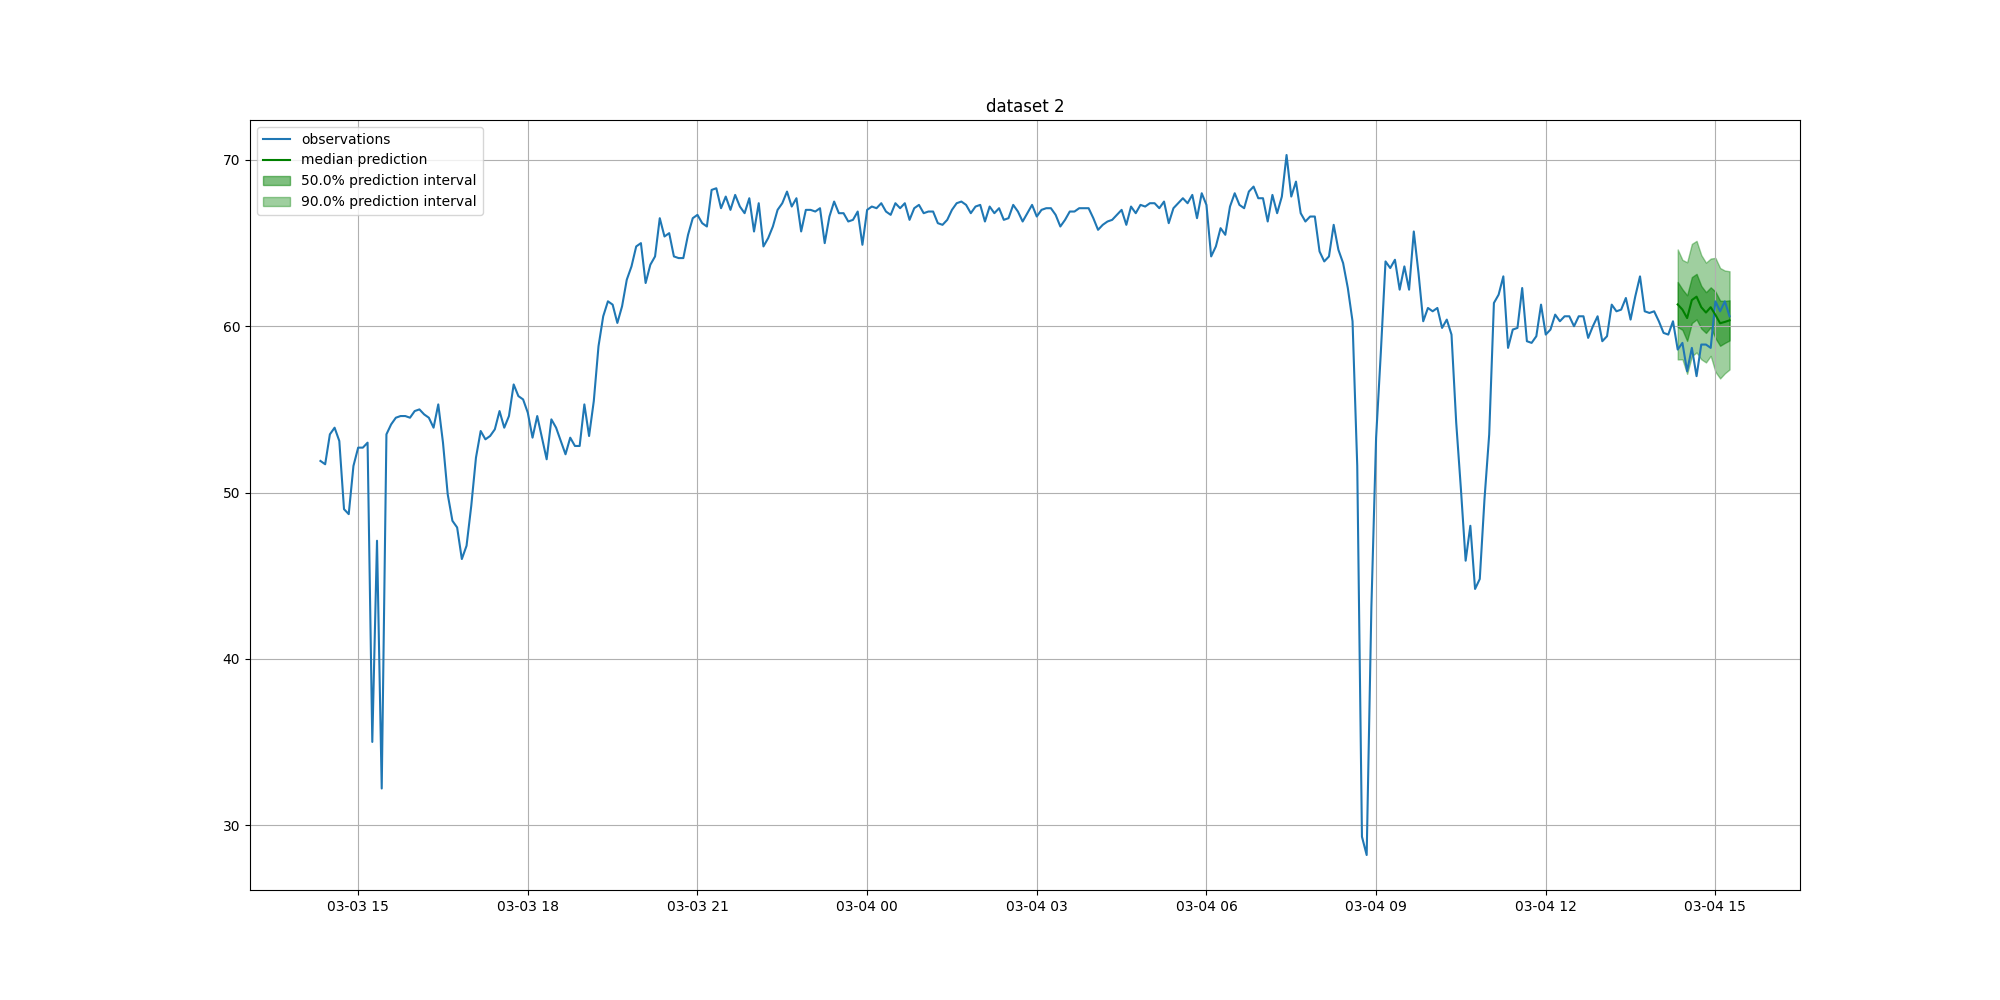 dataset 2
observations
median prediction
50.0% prediction interval
90.0% prediction interval
70
60
50
40
30
03-03 15
03-03 18
03-03 21
03-04 00
03-04 03
03-04 06
03-04 09
03-04 12
03-04 15